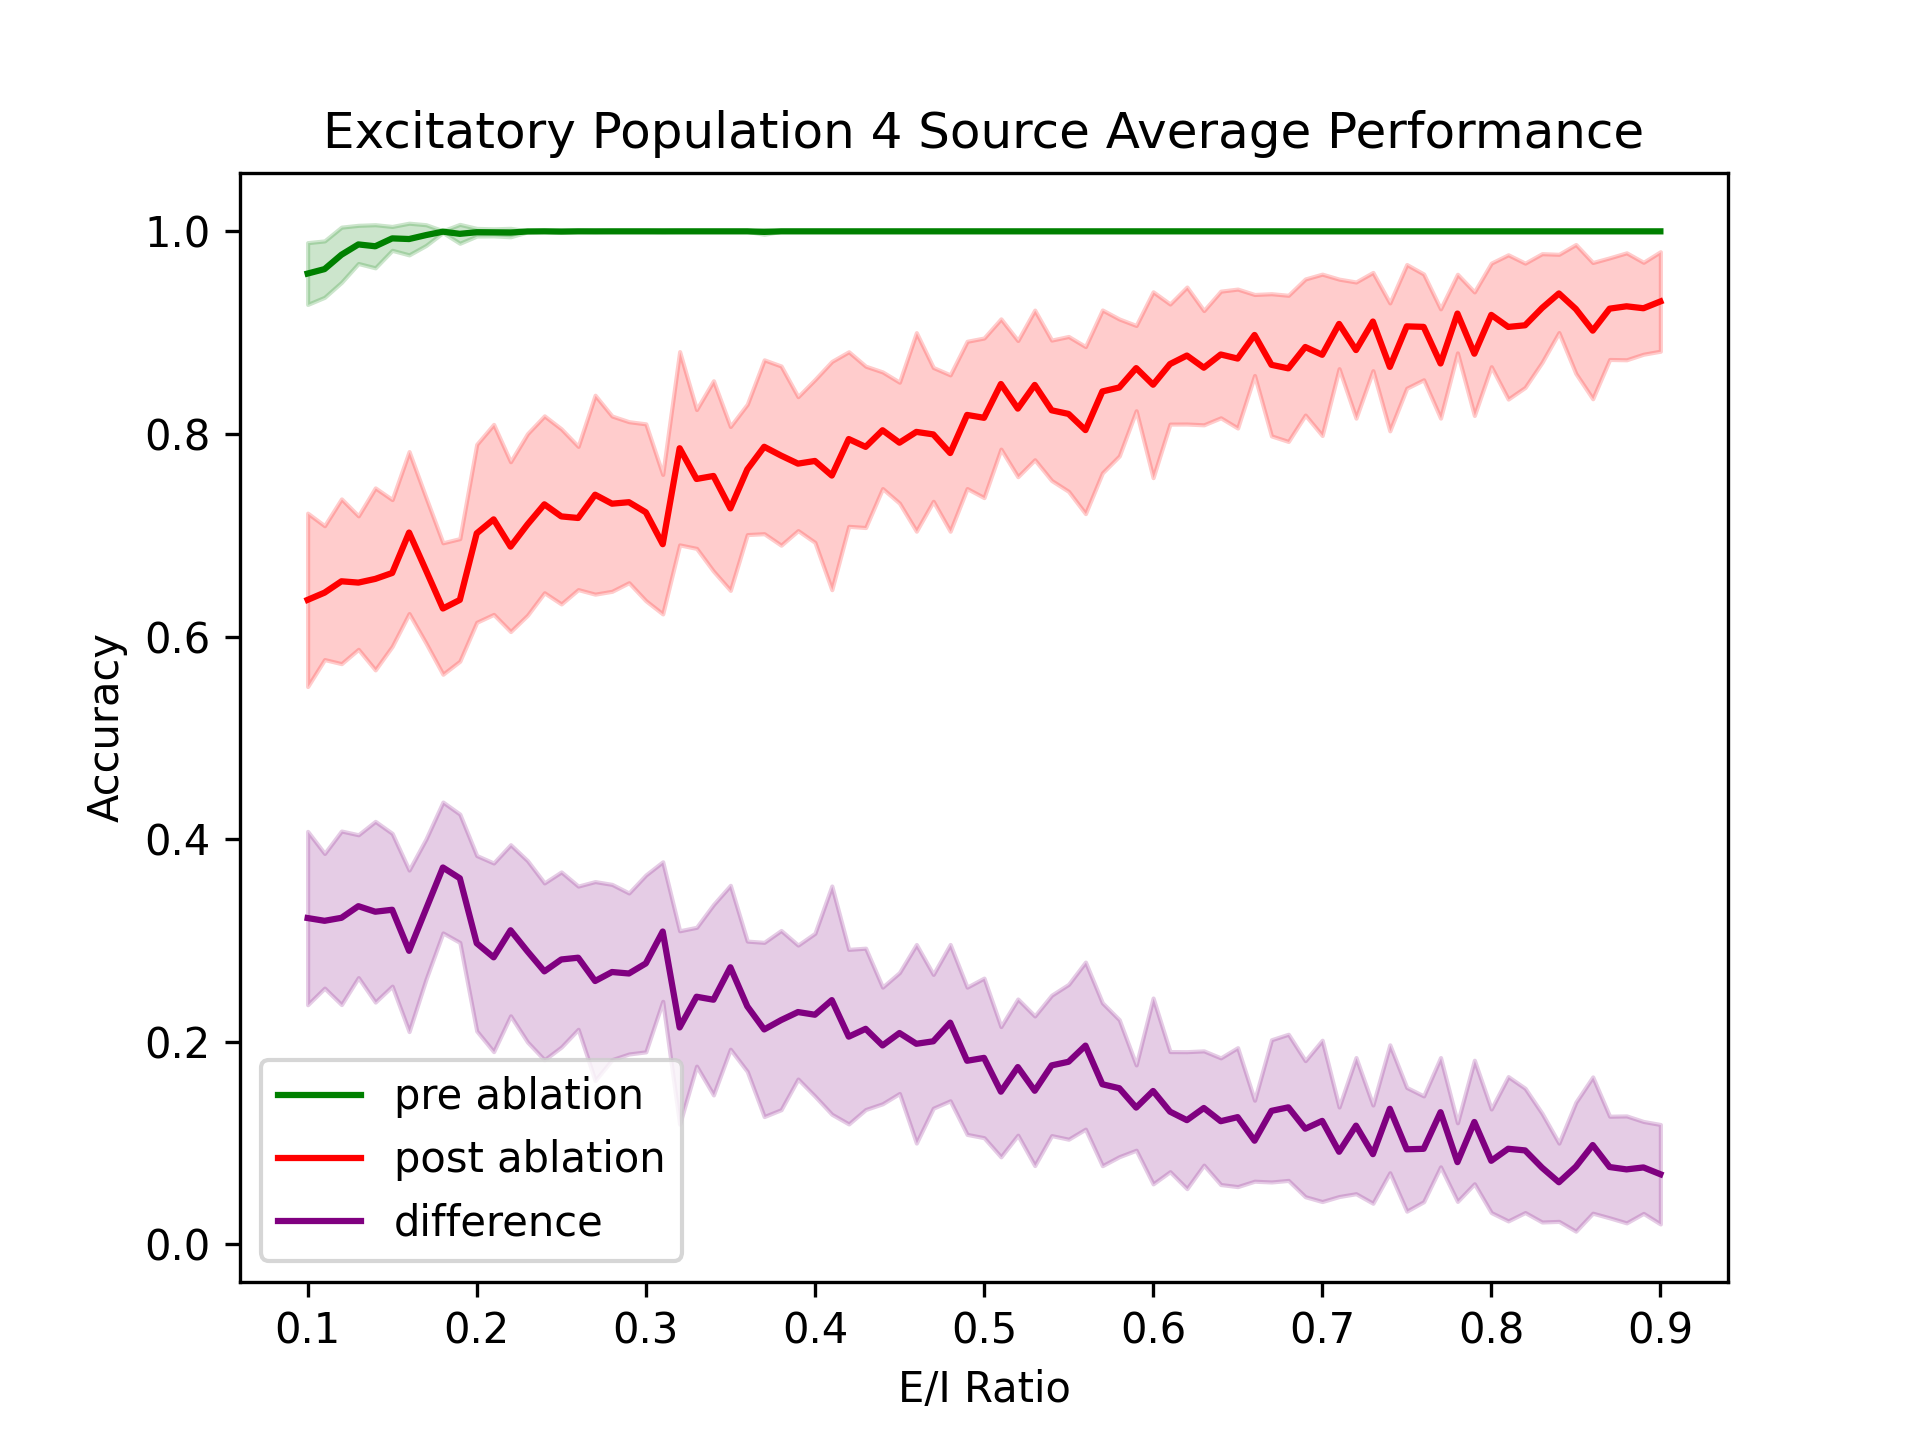 Excitatory Population 4 Source Average Performance
1.0
0.8
0.6
0.4
0.2
0.0
Accuracy
pre ablation
post ablation
difference
0.1 0.2 0.3 0.4 0.5 0.6 0.7 0.8 0.9
E/I Ratio